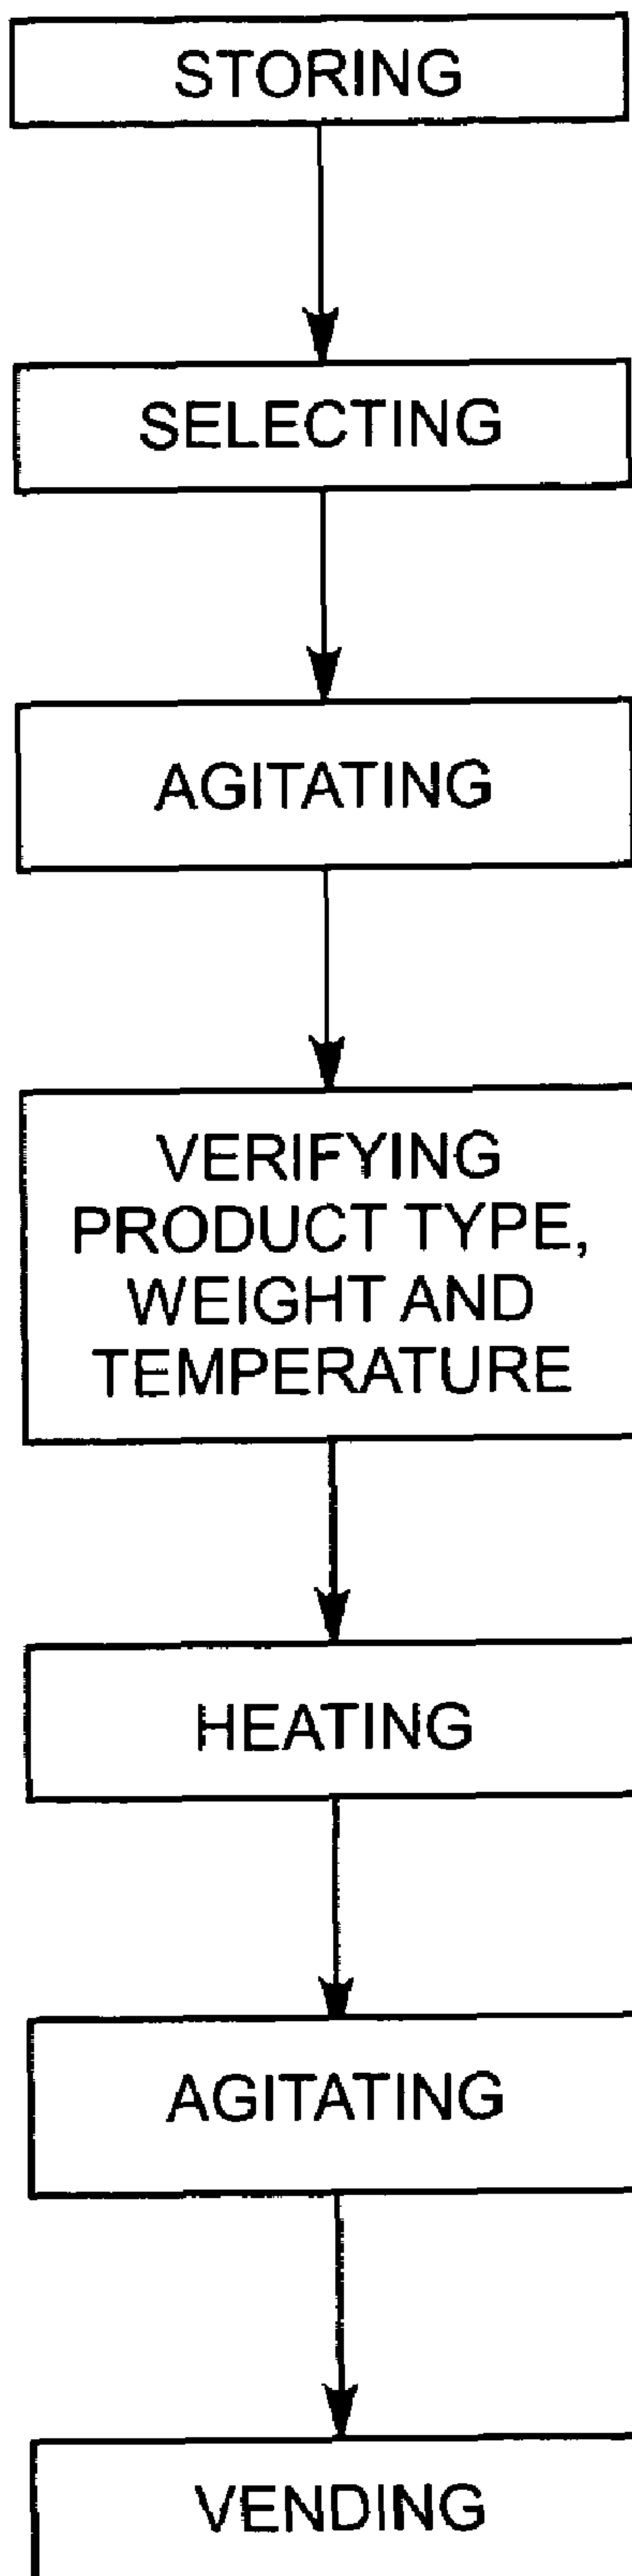 STORING
SELECTING
AGITATING
VERIFYING
PRODUCT TYPE,
WEIGHT AND
TEMPERATURE
HEATING
AGITATING
VENDING